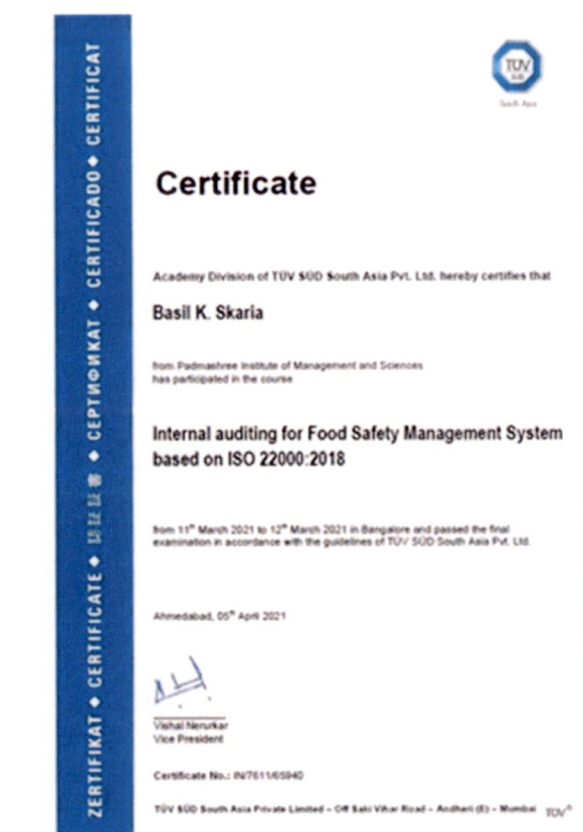 TÜV
SÜD
South Asia
ZERTIFIKAT ◆ CERTIFICATE ◆ 認証証書 ◆ СЕРТИФИКАТ ◆ CERTIFICADO ◆ CERTIFICAT
Certificate
Academy Division of TÜV SÜD South Asia Pvt. Ltd. hereby certifies that
Basil K. Skaria
from Padmashree Institute of Management and Sciences
has participated in the course
Internal auditing for Food Safety Management System
based on ISO 22000:2018
from 11th March 2021 to 12th March 2021 in Bangalore and passed the final
examination in accordance with the guidelines of TÜV SÜD South Asia Pvt. Ltd.
Ahmedabad, 05th April 2021
Vishal Nerurkar
Vice President
Certificate No.: IN/7611/65940
TÜV SÜD South Asia Private Limited – Off Saki Vihar Road – Andheri (E) – Mumbai
TÜV®